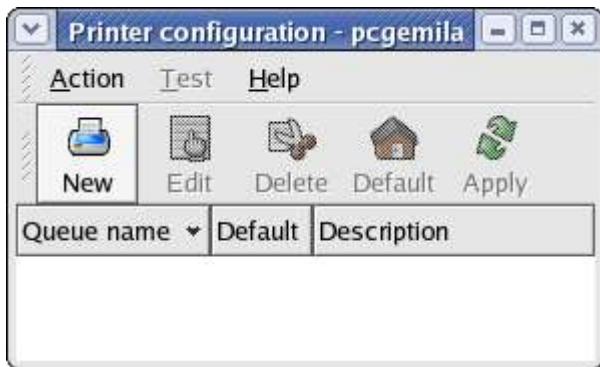 Printer configuration - pcgemila
Action Test Help
New Edit Delete Default Apply
Queue name Default Description